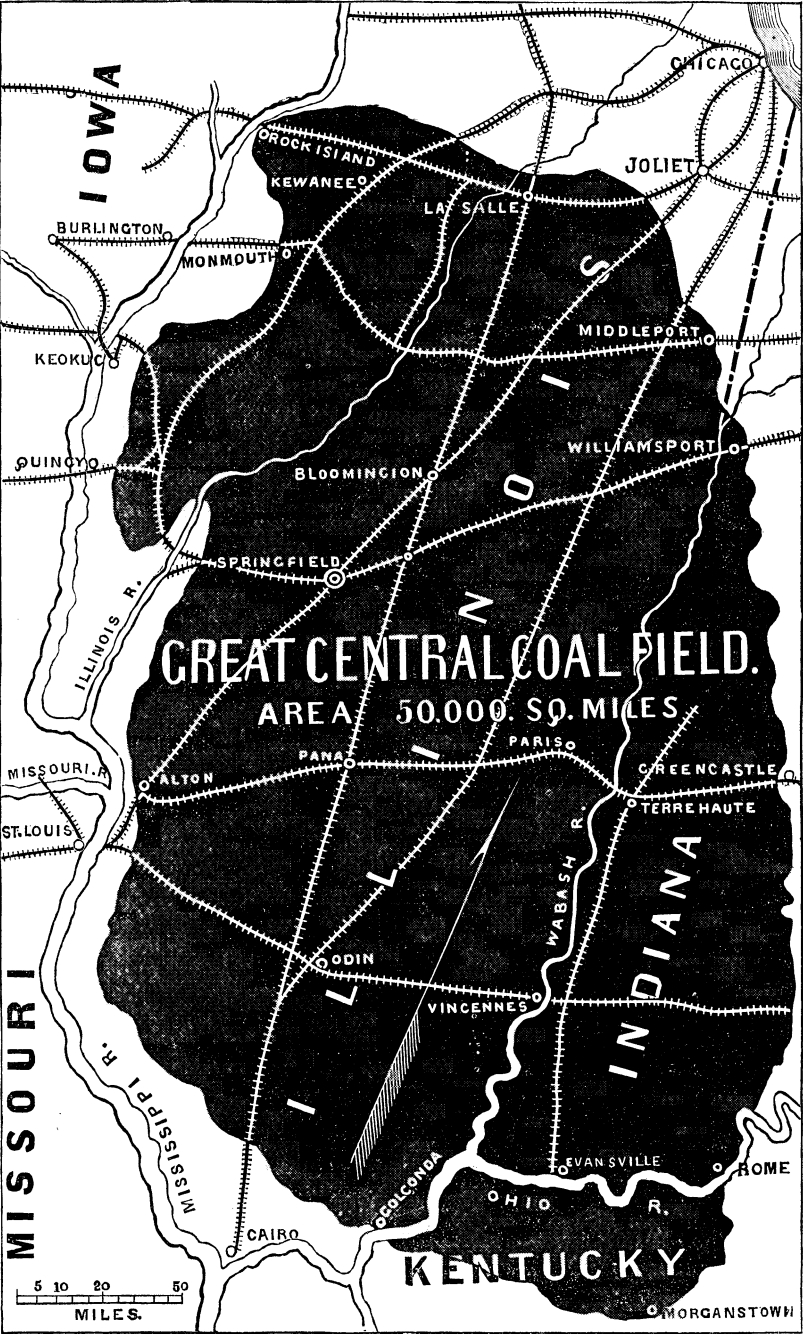 CHICAGO
IOWA
ROCK ISLAND
JOLIET
KEWANEE
LA SALLE
BURLINGTON
MONMOUTH
MIDDLEPORT
KEOKUC
QUINCY
WILLIAMSPORT
BLOOMINGTON
SPRINGFIELD
ILLINOIS R.
GREAT CENTRAL COAL FIELD.
AREA 50.000. SQ. MILES
ILLINOIS
PARIS
PANA
MISSOURI. R
ALTON
GREENCASTLE
TERRE HAUTE
ST. LOUIS
WABASH R.
INDIANA
ODIN
VINCENNES
MISSOURI
MISSISSIPPI R.
GOLCONDA
EVANSVILLE
ROME
OHIO R.
CAIRO
KENTUCKY
5 10 20 50
MILES.
MORGANSTOWN